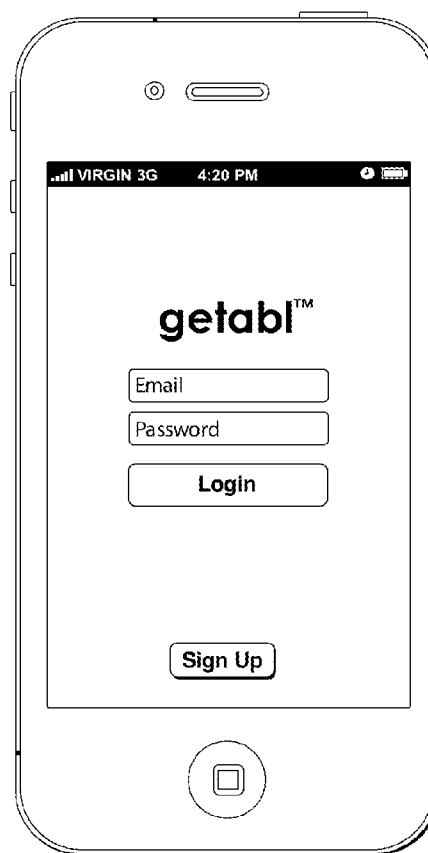 VIRGIN 3G 4:20 PM
getabl™
Email
Password
Login
Sign Up